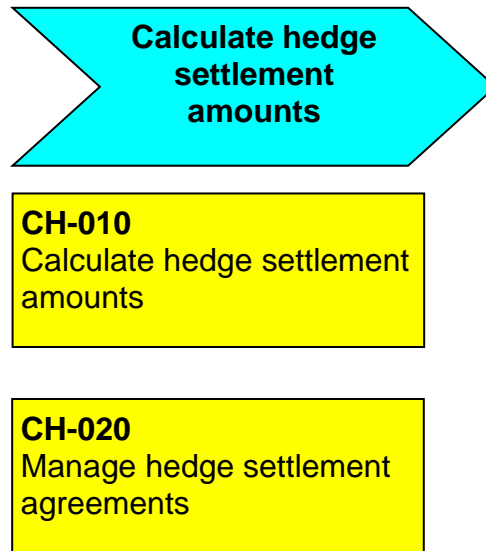 Calculate hedge
settlement
amounts
CH-010
Calculate hedge settlement
amounts
CH-020
Manage hedge settlement
agreements